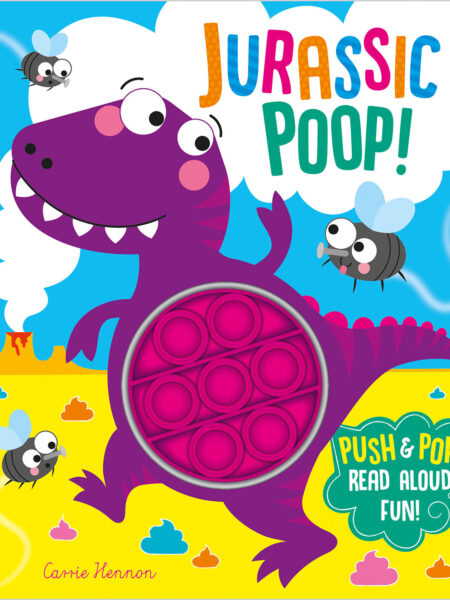 JURASSIC
POOP!
PUSH & POP
READ ALOUD
FUN!
Carrie Hennon